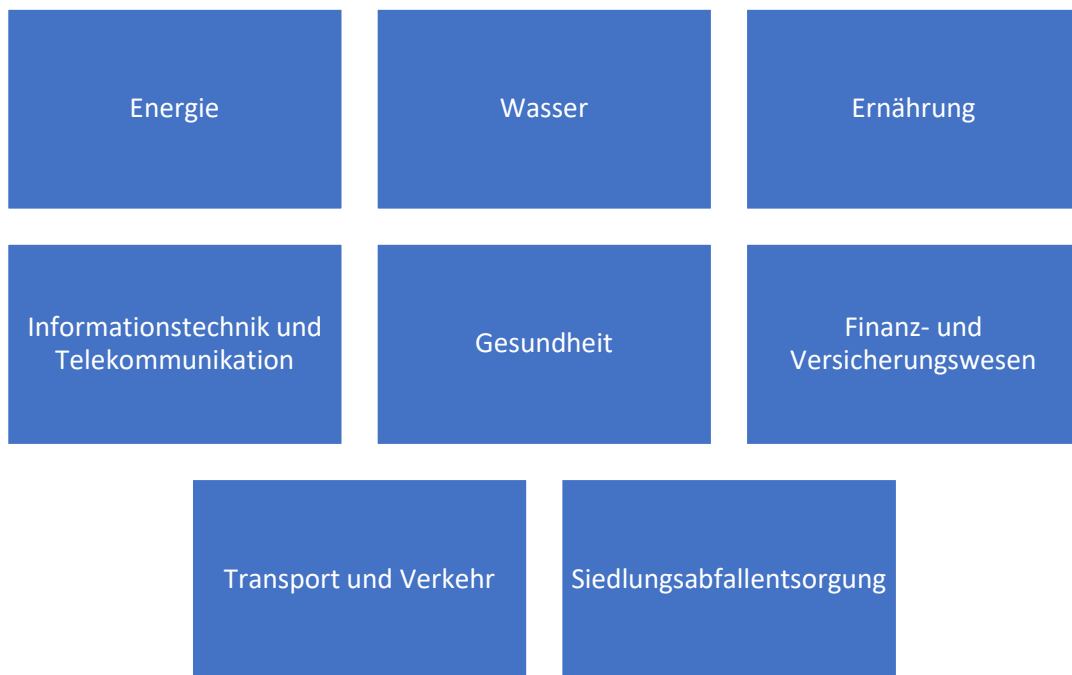 Energie
Wasser
Ernährung
Informationstechnik und
Telekommunikation
Gesundheit
Finanz- und
Versicherungswesen
Transport und Verkehr
Siedlungsabfallentsorgung